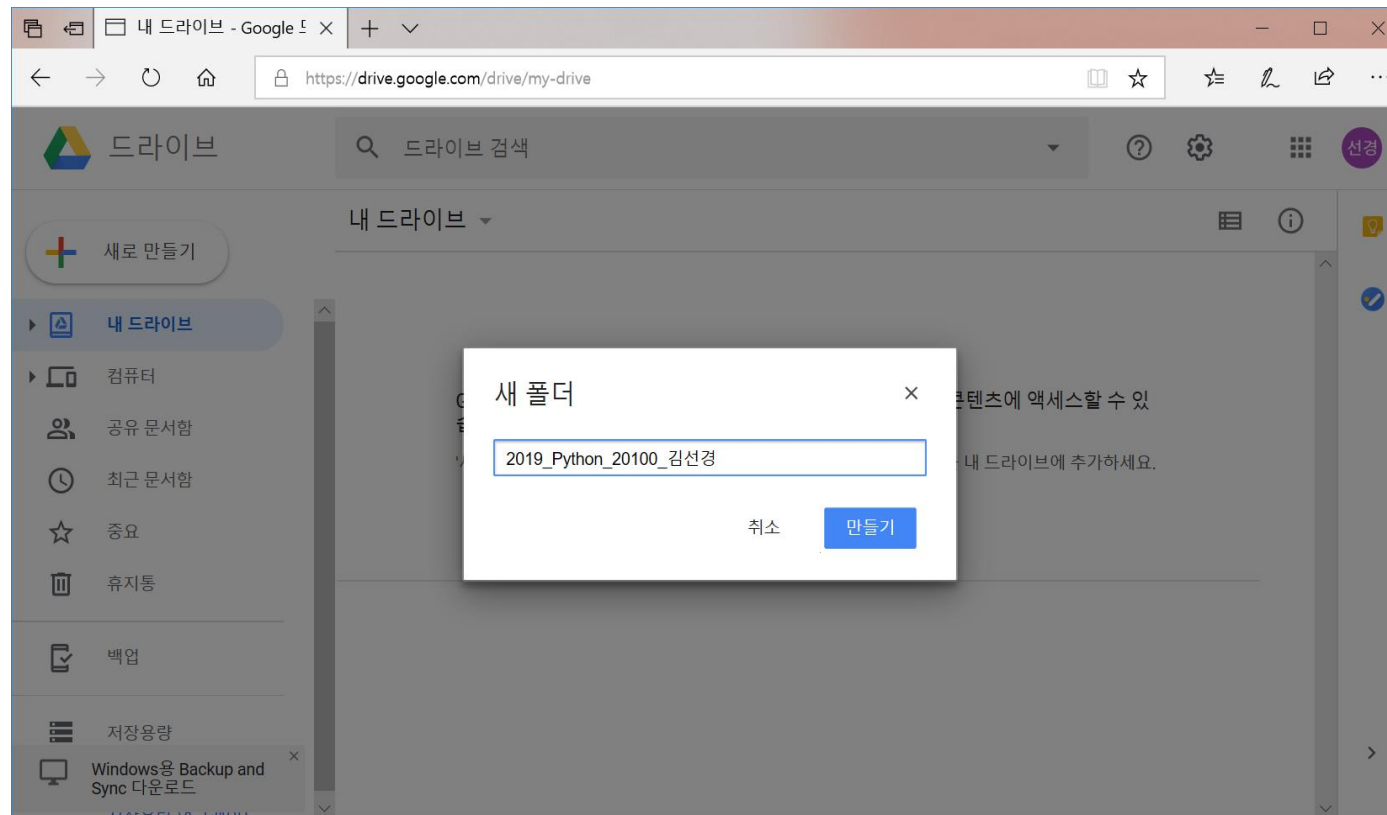 내 드라이브 - Google 드
https://drive.google.com/drive/my-drive
드라이브
드라이브 검색
선경
새로 만들기
내 드라이브
내 드라이브
컴퓨터
공유 문서함
최근 문서함
중요
휴지통
백업
저장용량
Windows용 Backup and
Sync 다운로드
콘텐츠에 액세스할 수 있
내 드라이브에 추가하세요.
새 폴더
2019_Python_20100_김선경
취소
만들기